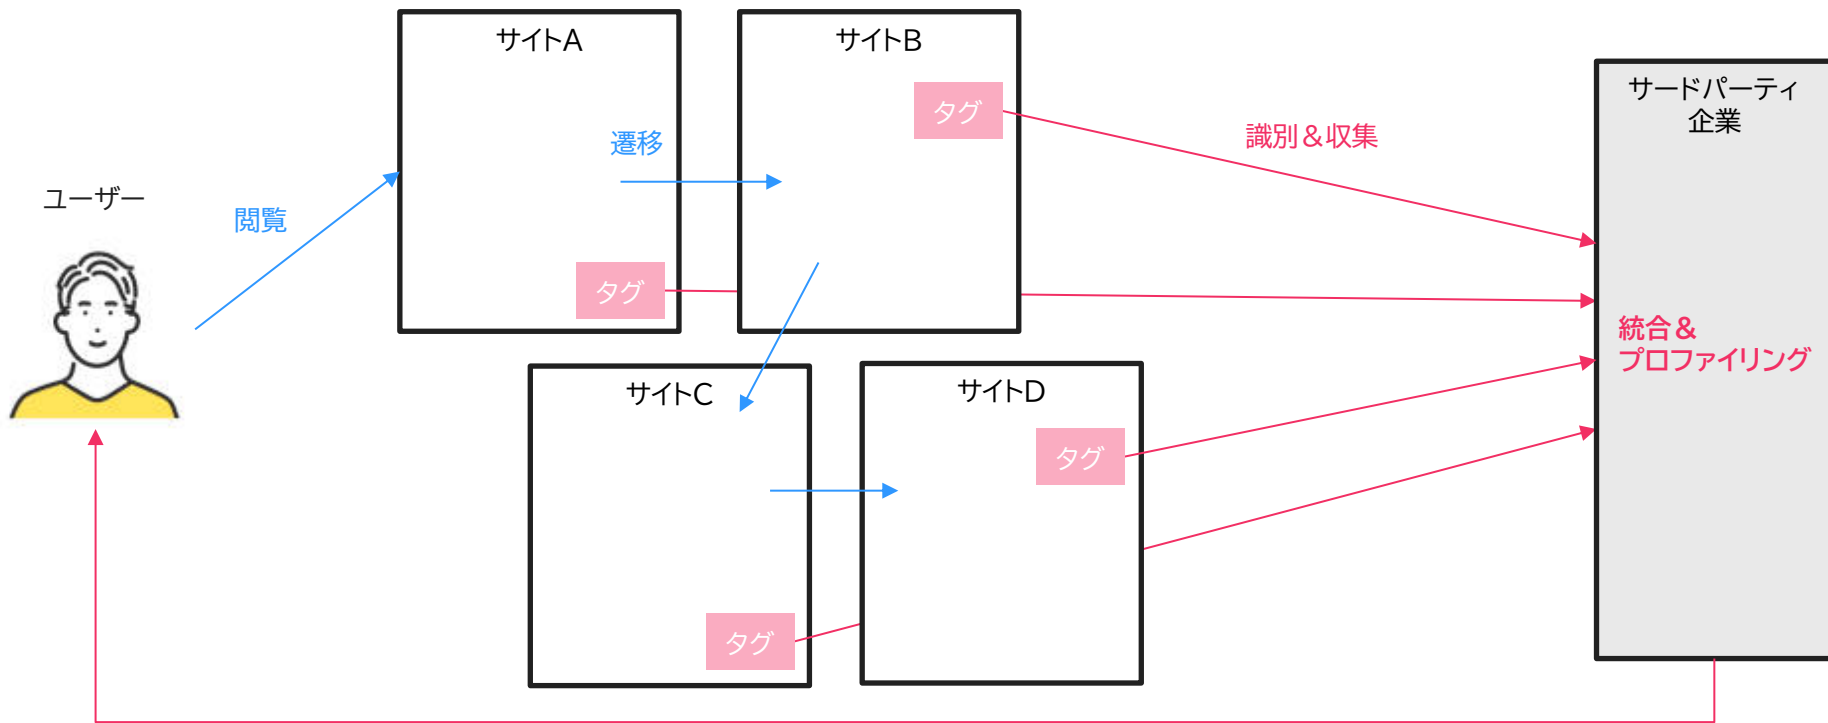 サイトA
サイトB
サードパーティ
企業
タグ
識別＆収集
遷移
ユーザー
閲覧
タグ
統合＆
プロファイリング
サイトC
サイトD
タグ
タグ